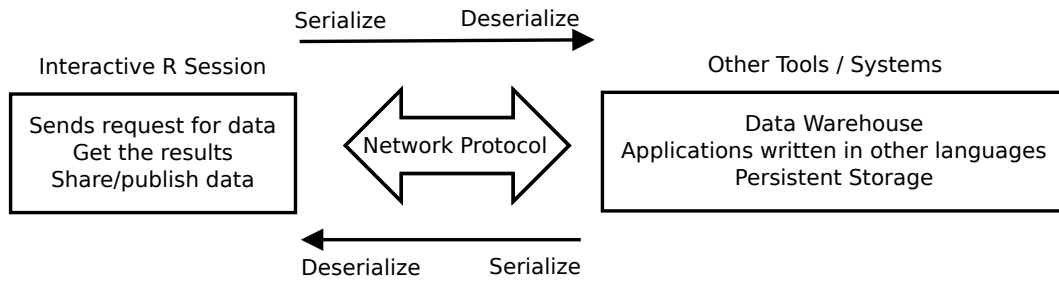 Serialize Deserialize
Interactive R Session
Other Tools / Systems
Sends request for data
Get the results
Share/publish data
Network Protocol
Data Warehouse
Applications written in other languages
Persistent Storage
Deserialize Serialize